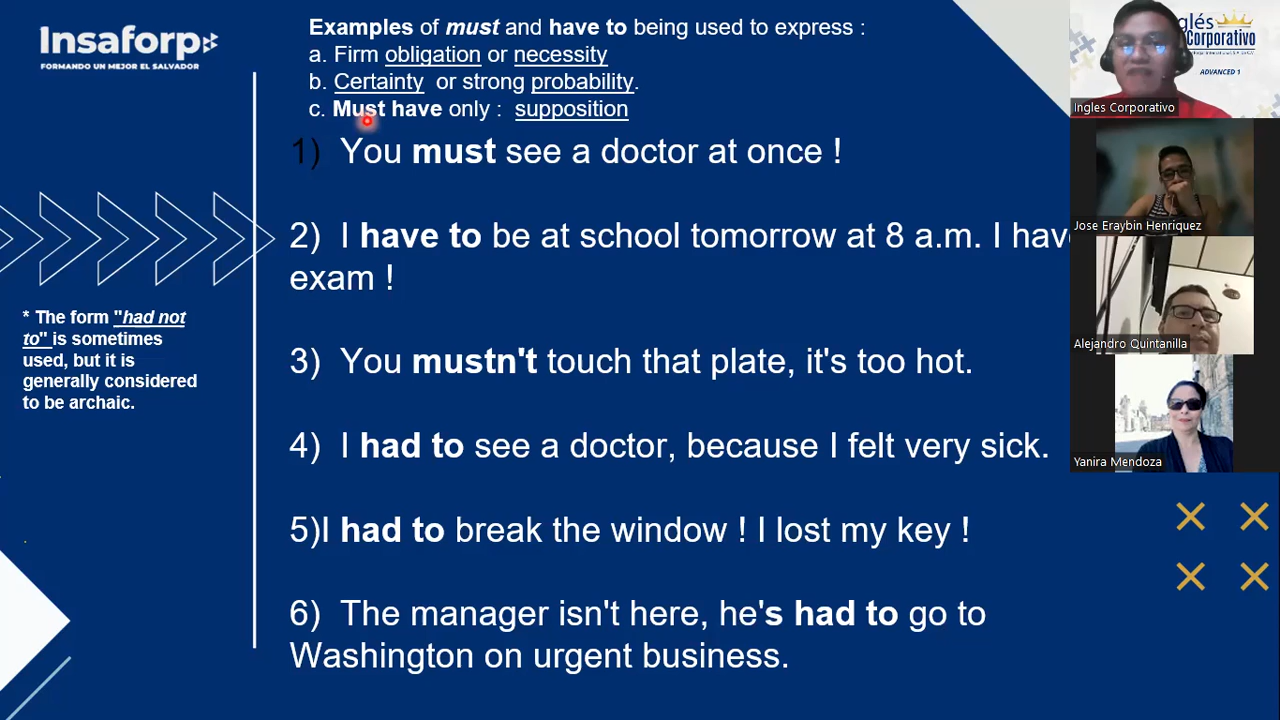 Insaforp
FORMANDO UN MEJOR EL SALVADOR
Examples of must and have to being used to express :
a. Firm obligation or necessity
b. Certainty or strong probability.
c. Must have only : supposition
1) You must see a doctor at once !
2) I have to be at school tomorrow at 8 a.m. I have
exam !
3) You mustn't touch that plate, it's too hot.
4) I had to see a doctor, because I felt very sick.
5)I had to break the window ! I lost my key !
6) The manager isn't here, he's had to go to
Washington on urgent business.
* The form "had not
to" is sometimes
used, but it is
generally considered
to be archaic.
Inglés
Corporativo
ADVANCED 1
Ingles Corporativo
Jose Eraybin Henriquez
Alejandro Quintanilla
Yanira Mendoza